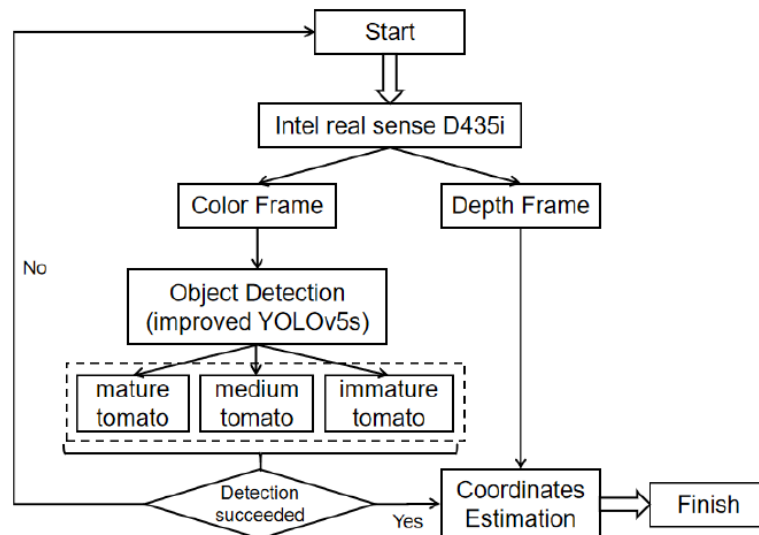 Start
Intel real sense D435i
Color Frame
Depth Frame
No
Object Detection
(improved YOLOv5s)
mature
tomato
medium
tomato
immature
tomato
Detection
succeeded
Yes
Coordinates
Estimation
Finish